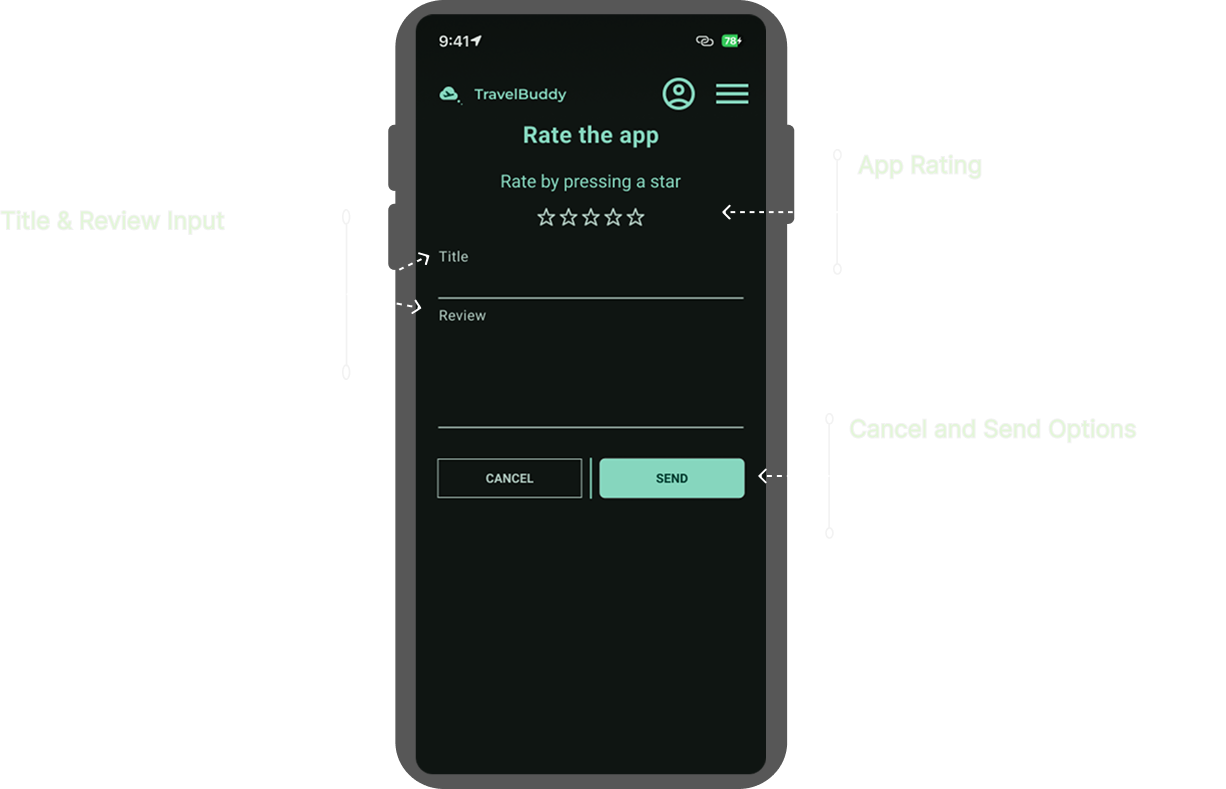 9:41
78
TravelBuddy
Rate the app
App Rating
Rate by pressing a star
Title & Review Input
Title
Review
Cancel and Send Options
CANCEL
SEND